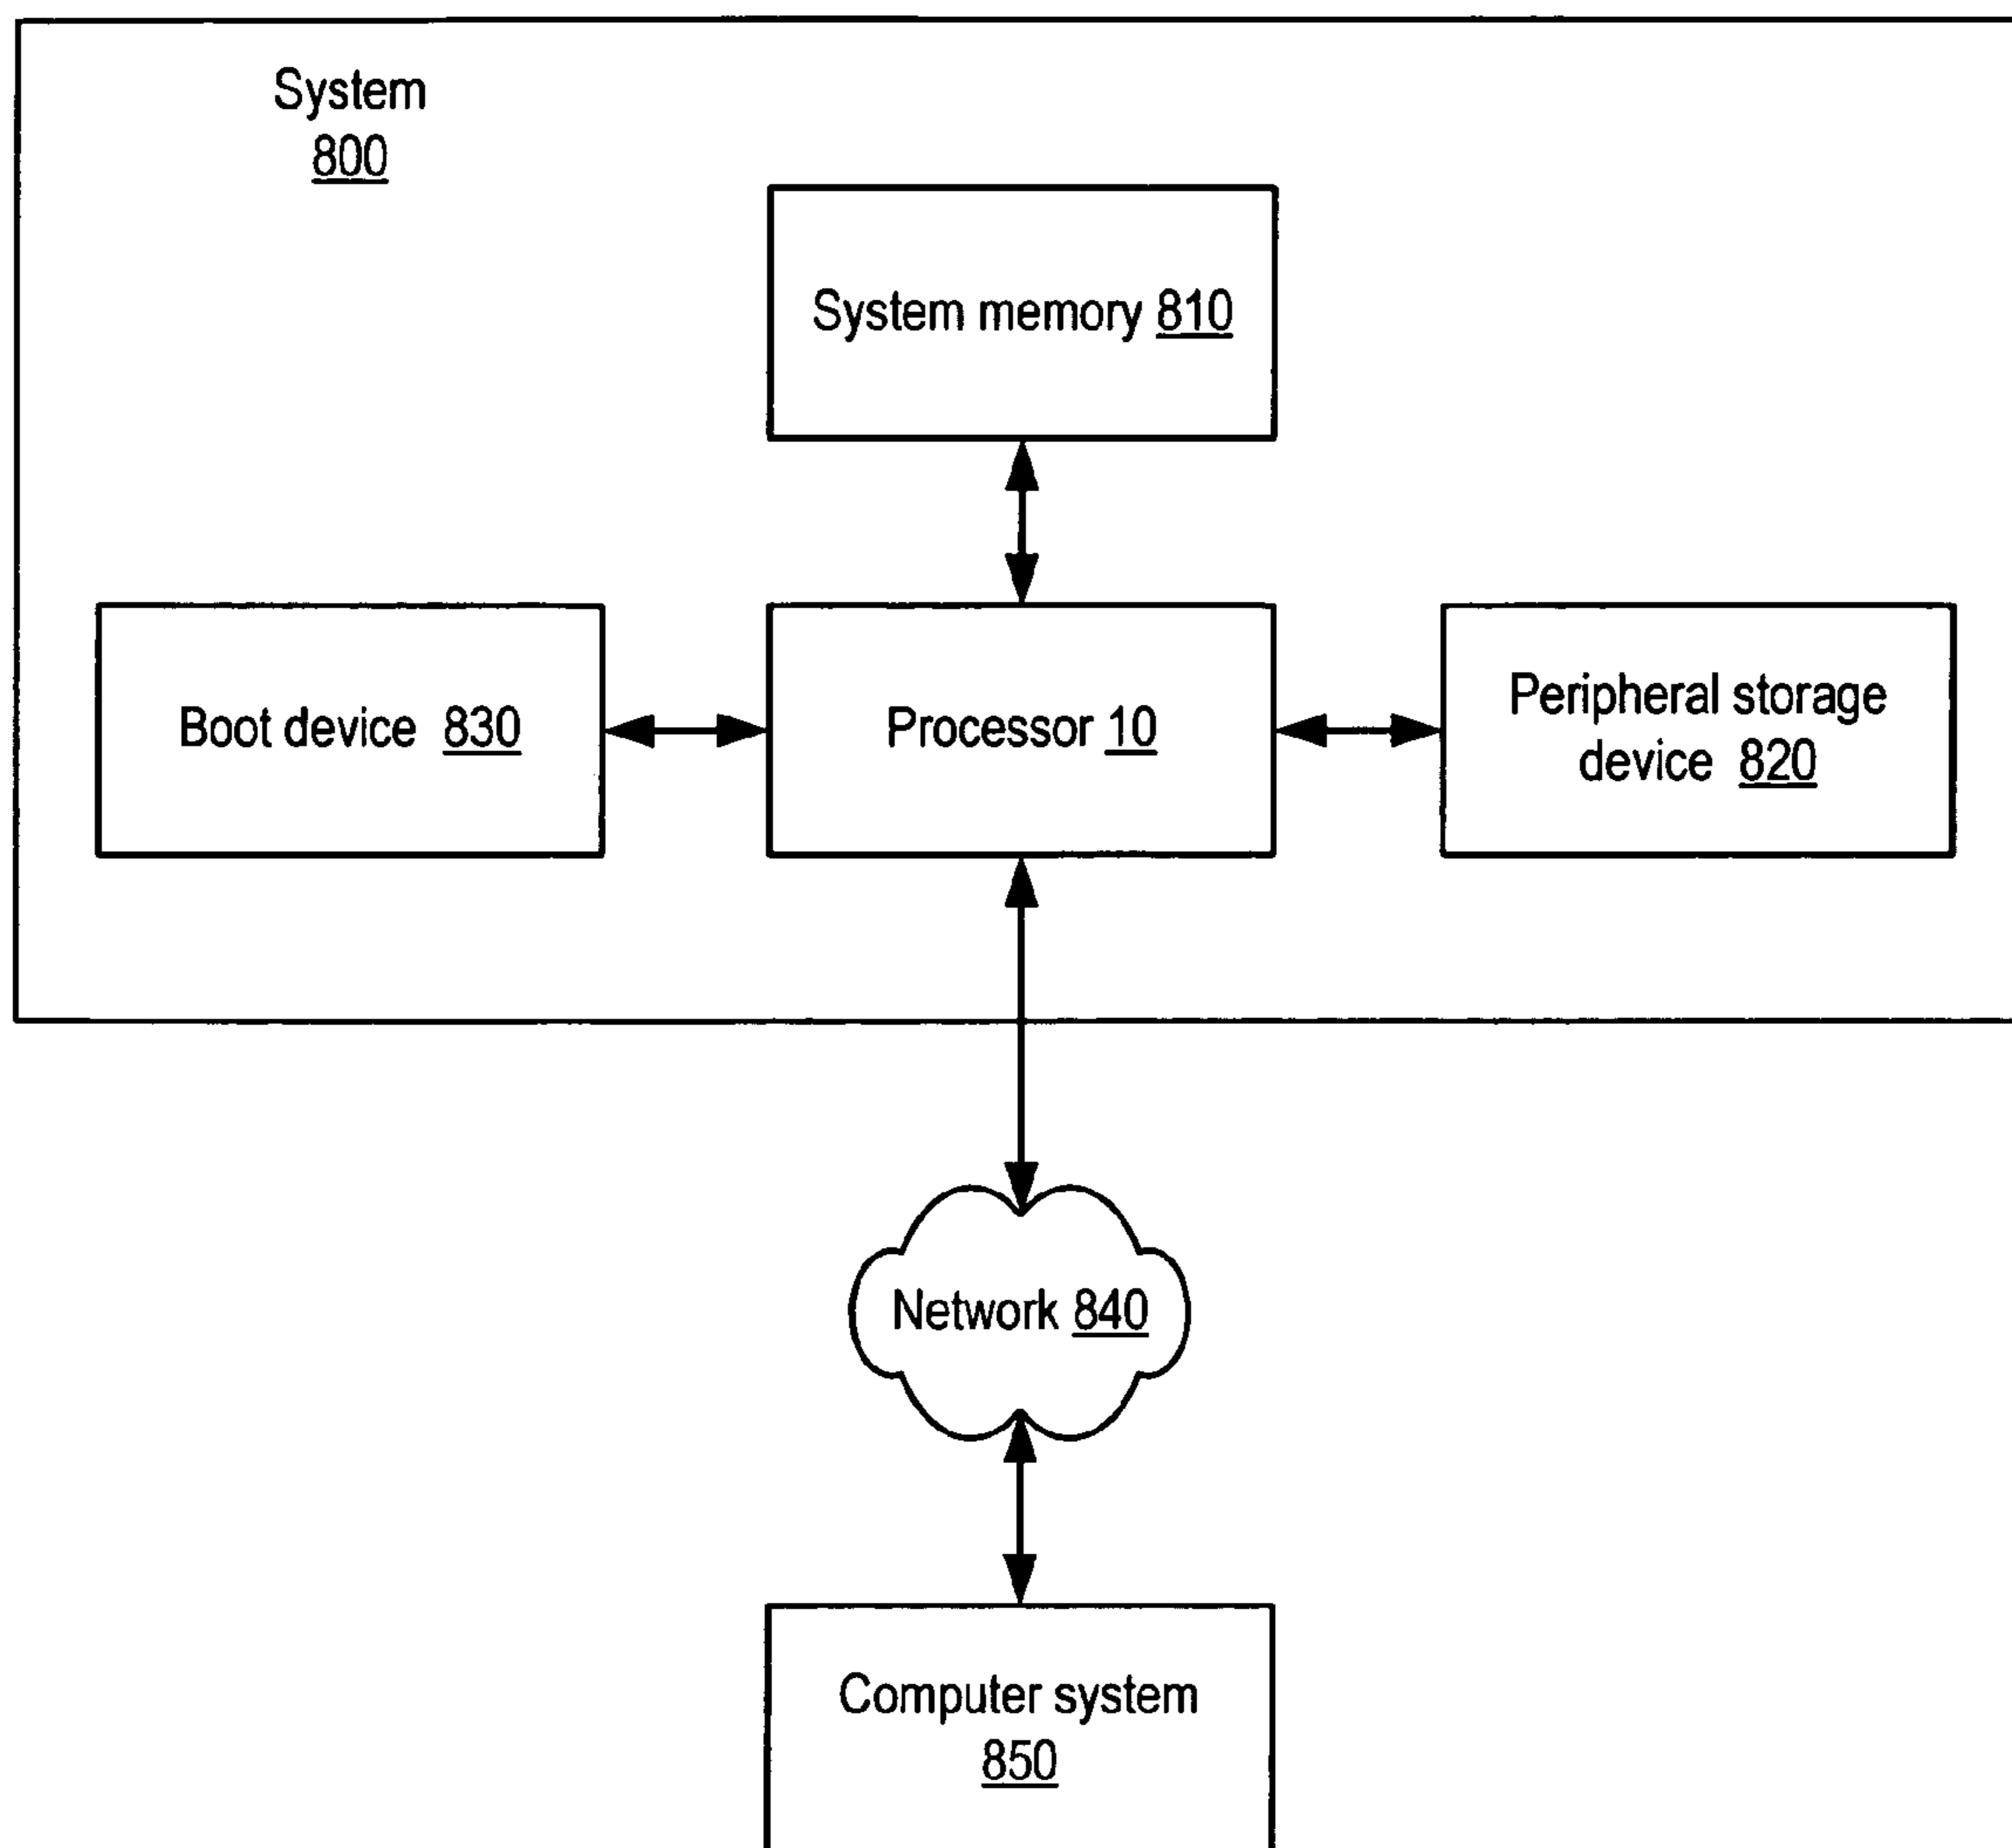 System
800
System memory 810
Boot device 830
Processor 10
Peripheral storage
device 820
Network 840
Computer system
850